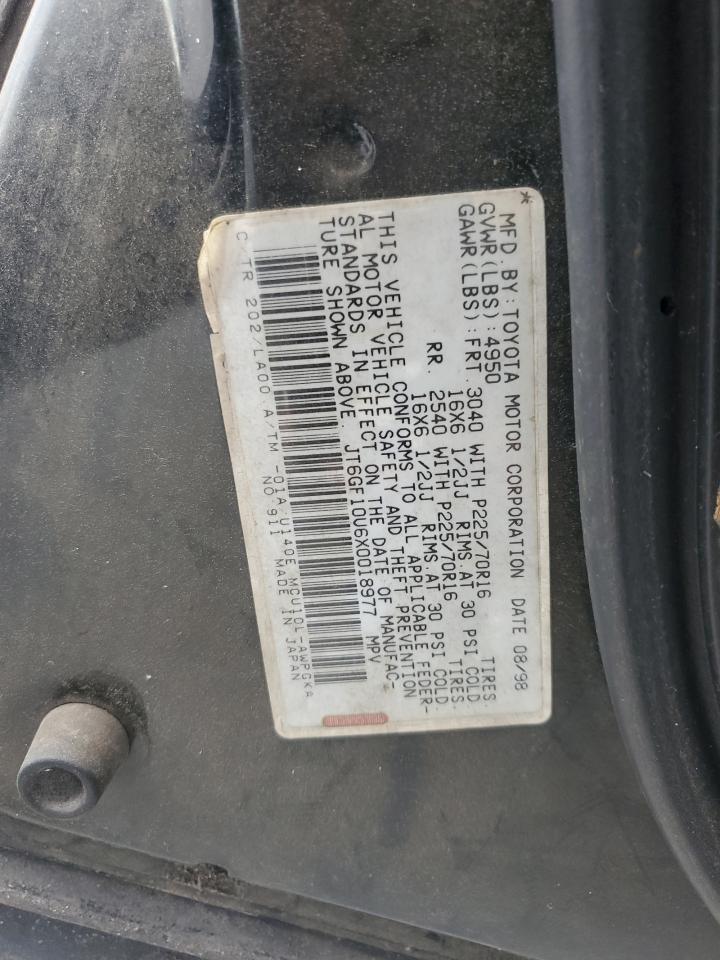 *
MFD. BY: TOYOTA MOTOR CORPORATION DATE 08/98
GVWR(LBS): 4950
GAWR(LBS): FRT. 3040 WITH P225/70R16 TIRES.
16X6 1/2JJ RIMS.AT 30 PSI COLD
RR. 2540 WITH P225/70R16 TIRES.
16X6 1/2JJ RIMS.AT 30 PSI COLD.
THIS VEHICLE CONFORMS TO ALL APPLICABLE FEDER-
AL MOTOR VEHICLE SAFETY AND THEFT PREVENTION
STANDARDS IN EFFECT ON THE DATE OF MANUFAC-
TURE SHOWN ABOVE. JT6GF10U6X0018977 MPV
C/TR 202/LA00 A/TM -01A/U140E MCU10L-AWPGKA
NO.911 MADE IN JAPAN